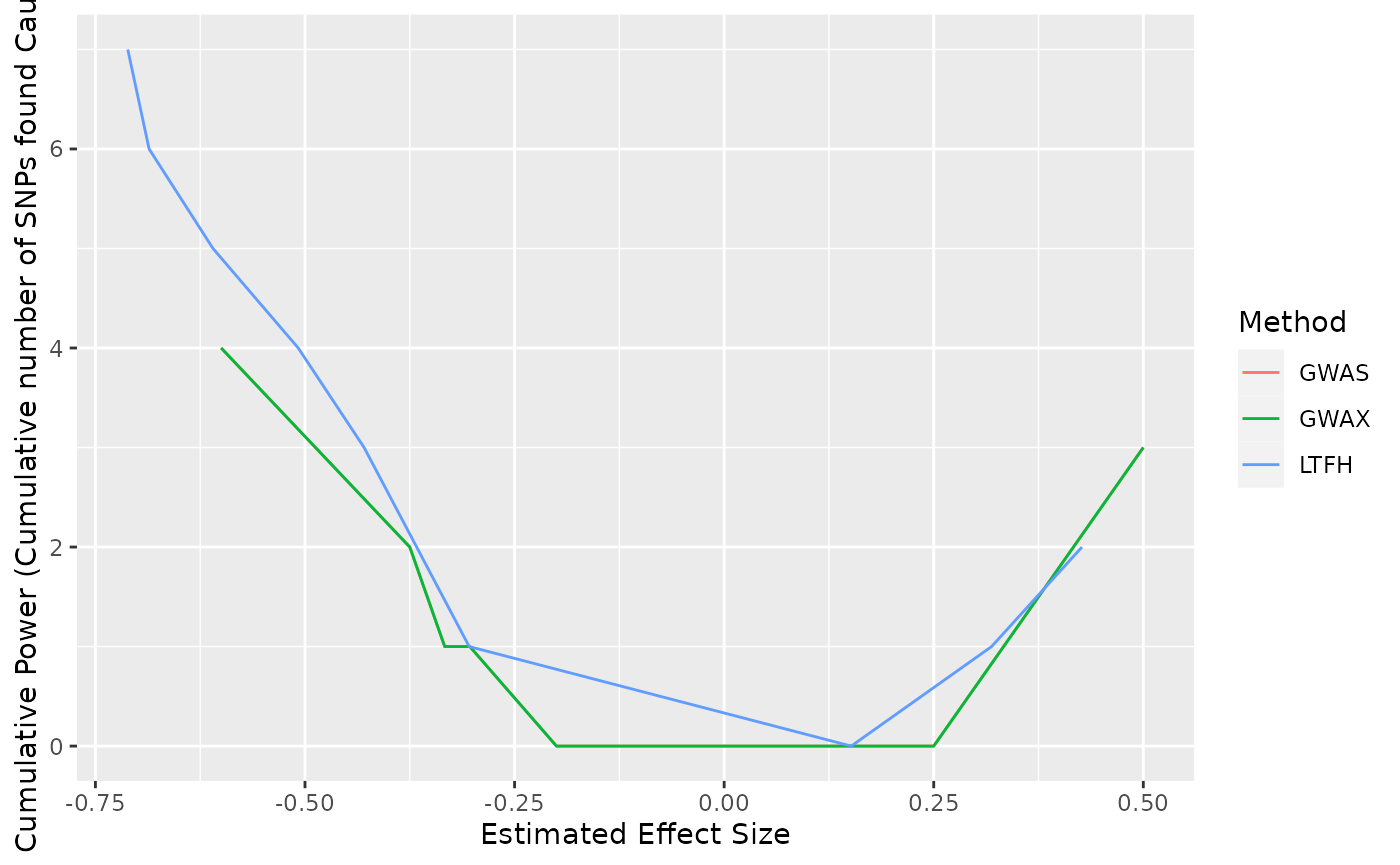 Cumulative Power (Cumulative number of SNPs found Cau
6
4
2
0
-0.75 -0.50 -0.25 0.00 0.25 0.50
Estimated Effect Size
Method
GWAS
GWAX
LTFH